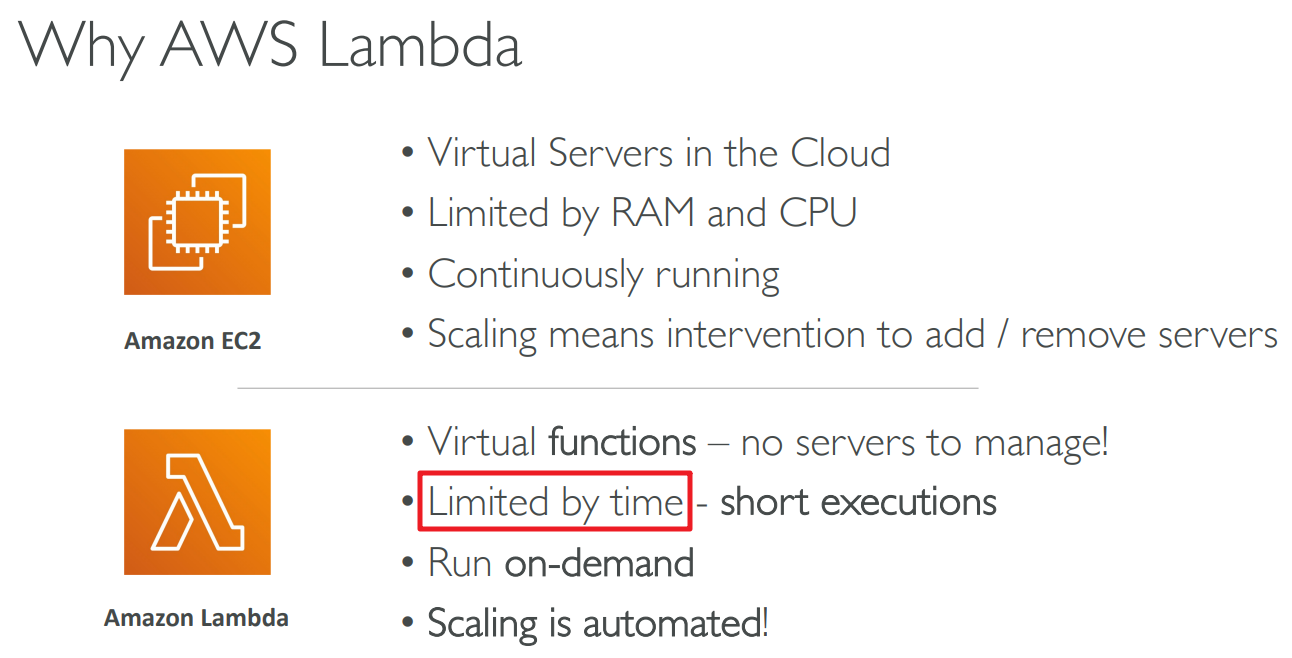 Why AWS Lambda
• Virtual Servers in the Cloud
• Limited by RAM and CPU
• Continuously running
• Scaling means intervention to add / remove servers
Amazon EC2
• Virtual functions – no servers to manage!
• Limited by time - short executions
• Run on-demand
• Scaling is automated!
Amazon Lambda